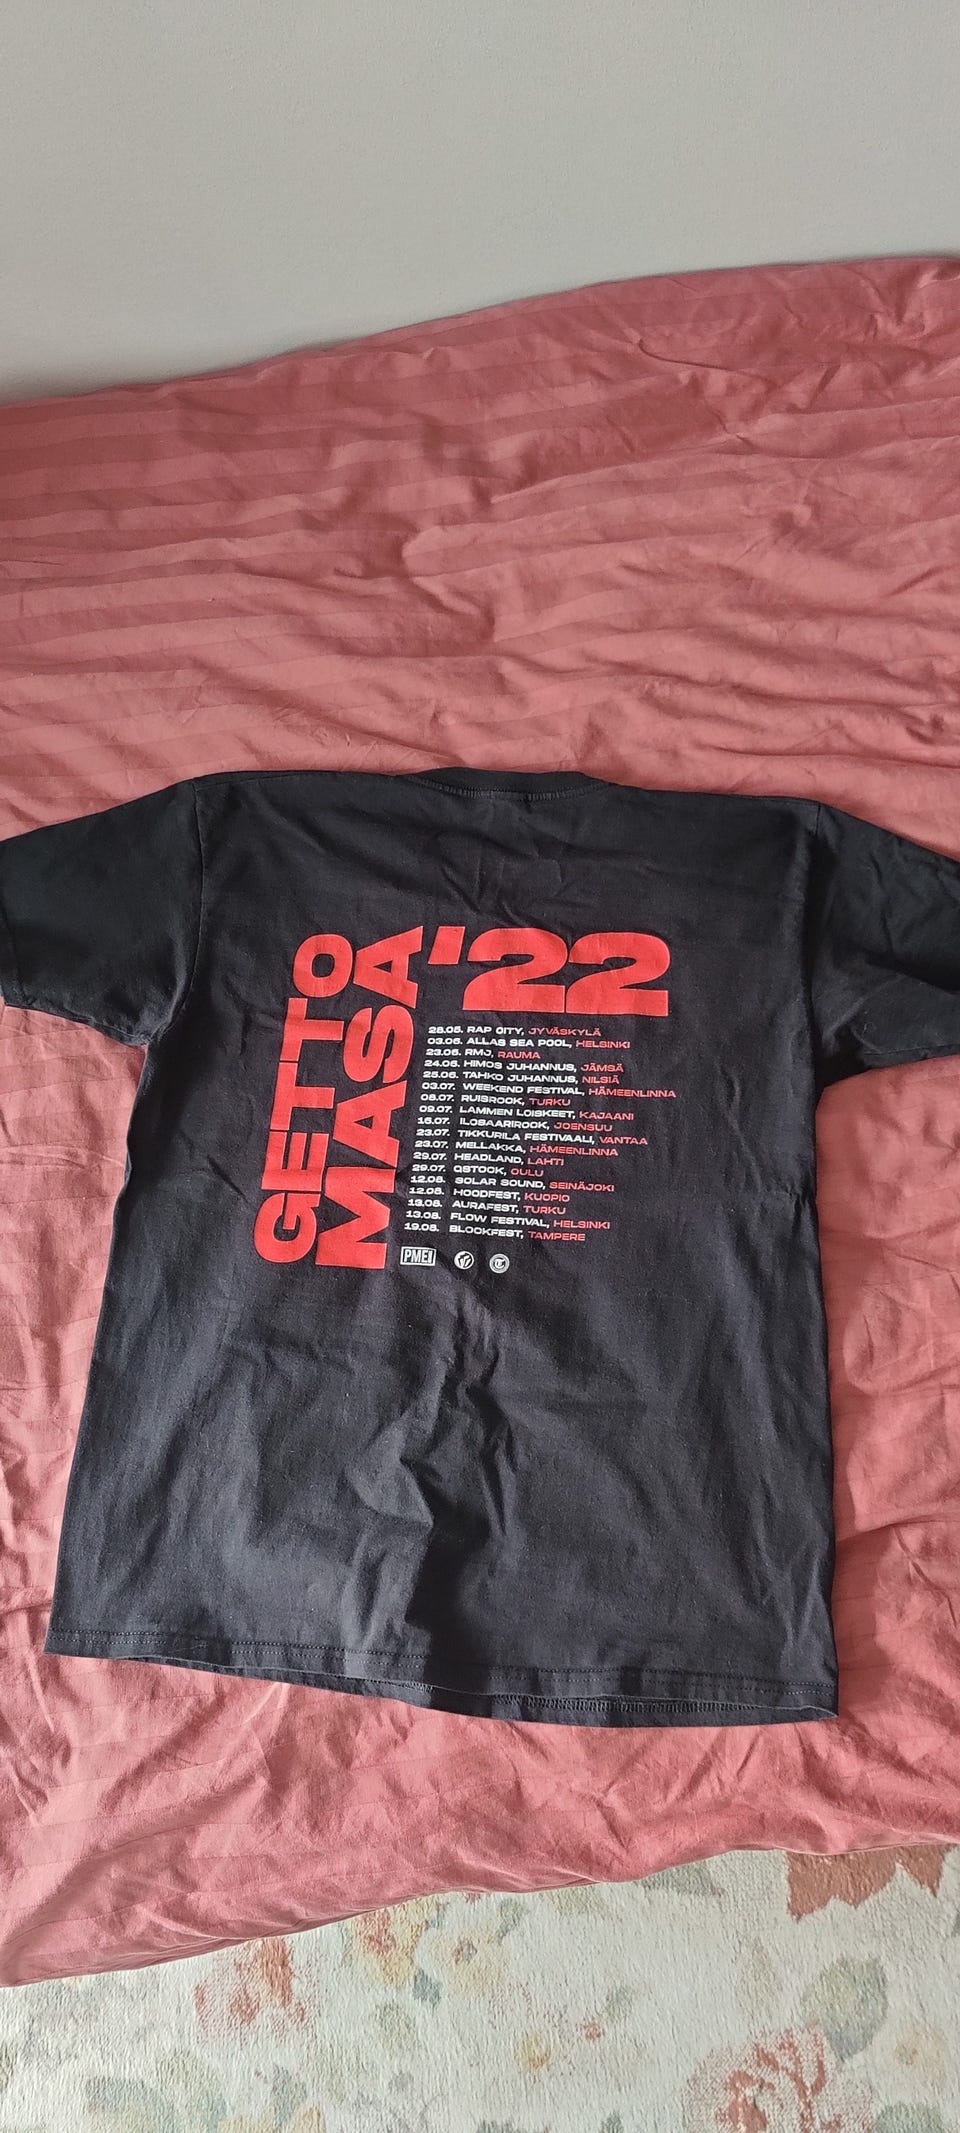 GETTO
MASA
'22
28.05. RAP CITY, JYVÄSKYLÄ
03.06. ALLAS SEA POOL, HELSINKI
23.06. RMJ, RAUMA
24.06. HIMOS JUHANNUS, JÄMSÄ
25.06. TAHKO JUHANNUS, NILSIÄ
03.07. WEEKEND FESTIVAL, HÄMEENLINNA
08.07. RUISROCK, TURKU
09.07. LAMMEN LOISKEET, KAJAANI
16.07. ILOSAARIROCK, JOENSUU
23.07. TIKKURILA FESTIVAALI, VANTAA
23.07. MELLAKKA, HÄMEENLINNA
29.07. HEADLAND, LAHTI
29.07. QSTOCK, OULU
12.08. SOLAR SOUND, SEINÄJOKI
12.08. HOODFEST, KUOPIO
13.08. AURAFEST, TURKU
13.08. FLOW FESTIVAL, HELSINKI
19.08. BLOCKFEST, TAMPERE
PME